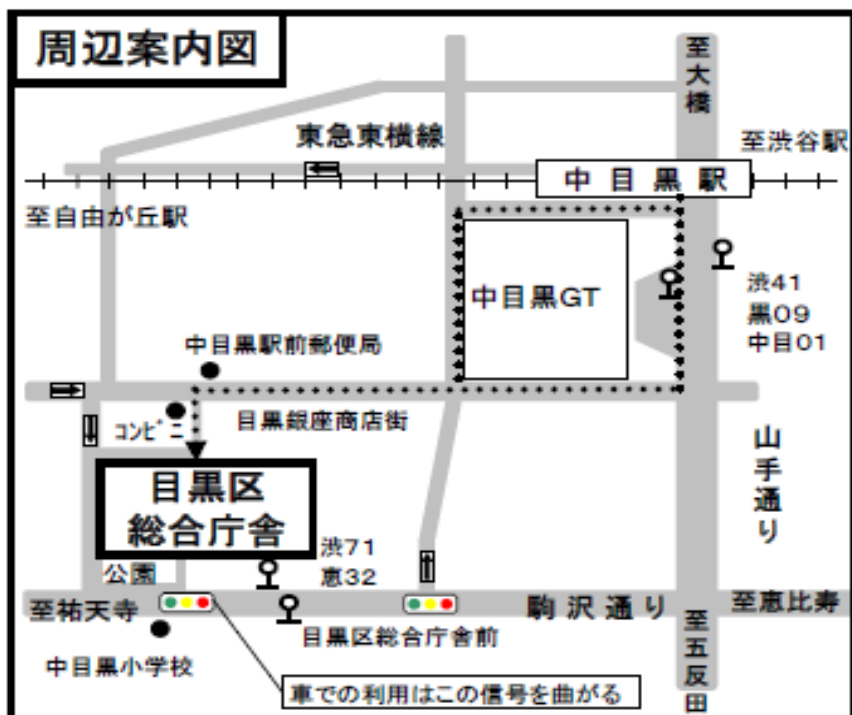 周辺案内図
至大橋
東急東横線
至渋谷駅
中目黒駅
至自由が丘駅
中目黒GT
渋41
黒09
中目01
中目黒駅前郵便局
コンビニ
目黒銀座商店街
山手通り
目黒区
総合庁舎
渋71
恵32
公園
至祐天寺
駒沢通り
至恵比寿
目黒区総合庁舎前
至五反田
中目黒小学校
車での利用はこの信号を曲がる